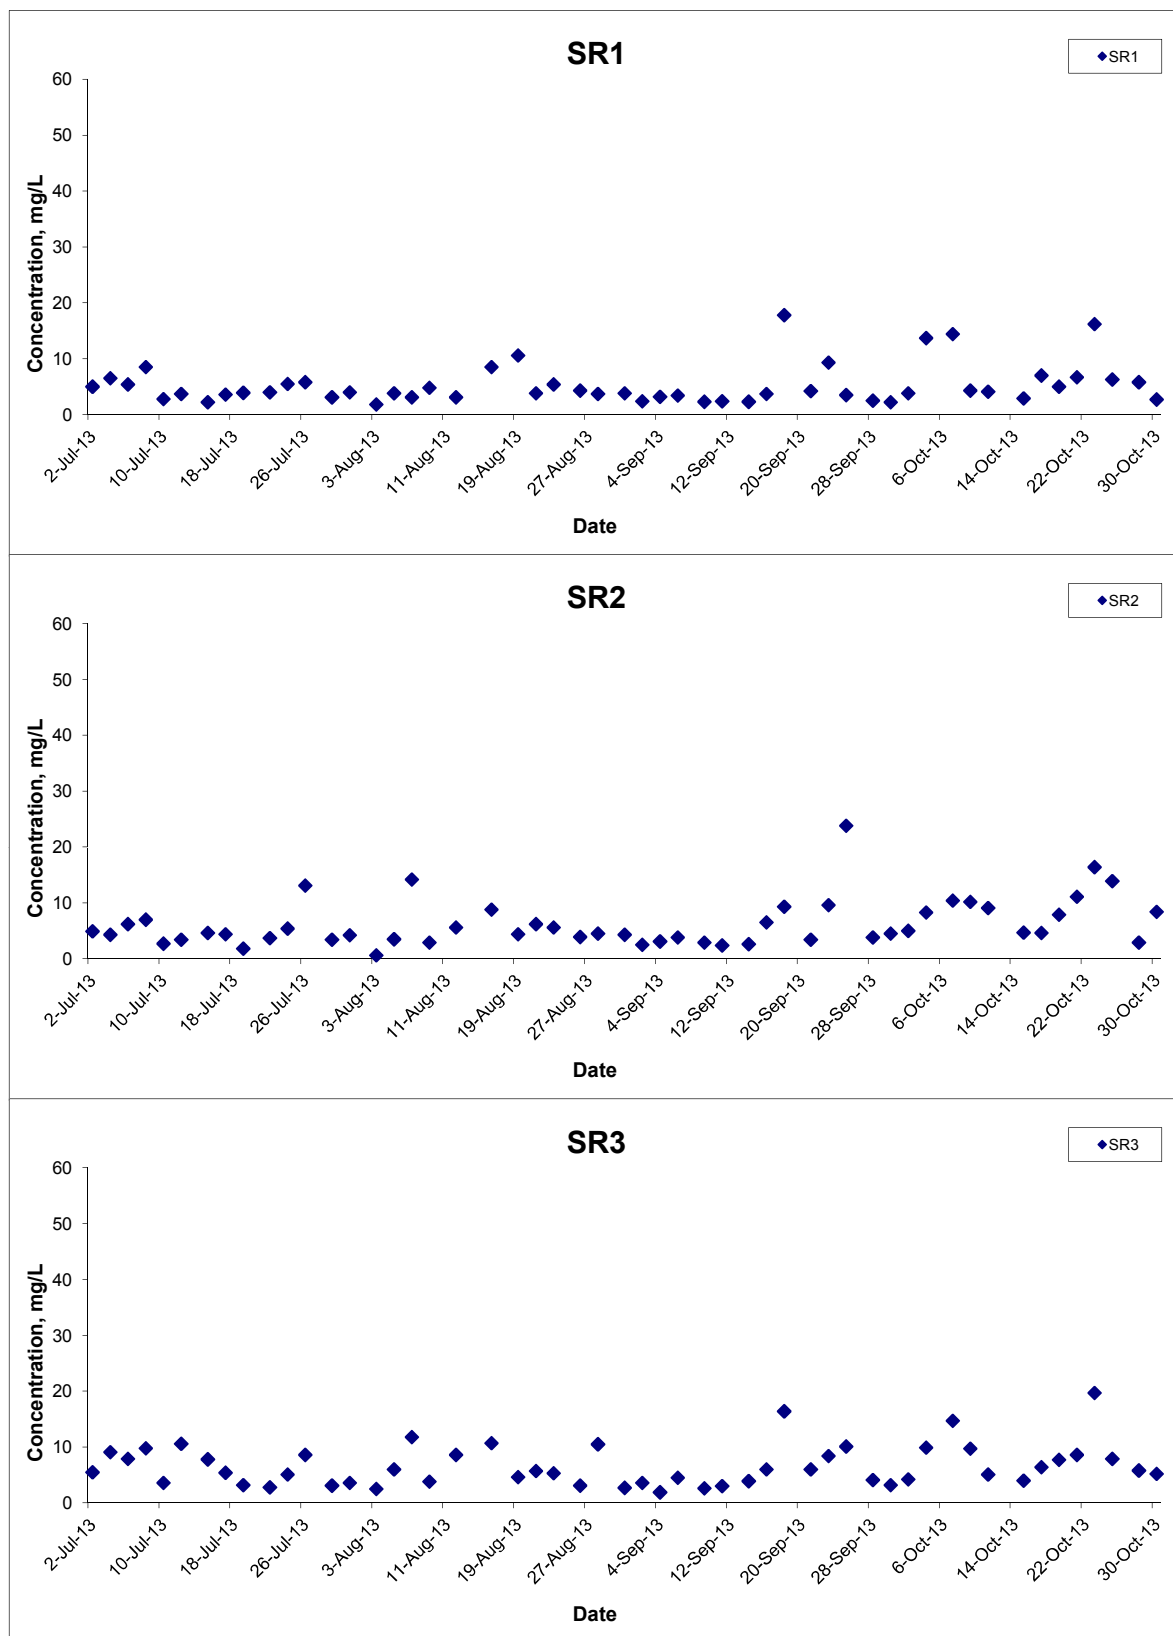 SR1
SR1
60
50
40
30
20
10
0
Concentration, mg/L
2-Jul-13
10-Jul-13
18-Jul-13
26-Jul-13
3-Aug-13
11-Aug-13
19-Aug-13
27-Aug-13
4-Sep-13
12-Sep-13
20-Sep-13
28-Sep-13
6-Oct-13
14-Oct-13
22-Oct-13
30-Oct-13
Date
SR2
SR2
60
50
40
30
20
10
0
Concentration, mg/L
2-Jul-13
10-Jul-13
18-Jul-13
26-Jul-13
3-Aug-13
11-Aug-13
19-Aug-13
27-Aug-13
4-Sep-13
12-Sep-13
20-Sep-13
28-Sep-13
6-Oct-13
14-Oct-13
22-Oct-13
30-Oct-13
Date
SR3
SR3
60
50
40
30
20
10
0
Concentration, mg/L
2-Jul-13
10-Jul-13
18-Jul-13
26-Jul-13
3-Aug-13
11-Aug-13
19-Aug-13
27-Aug-13
4-Sep-13
12-Sep-13
20-Sep-13
28-Sep-13
6-Oct-13
14-Oct-13
22-Oct-13
30-Oct-13
Date